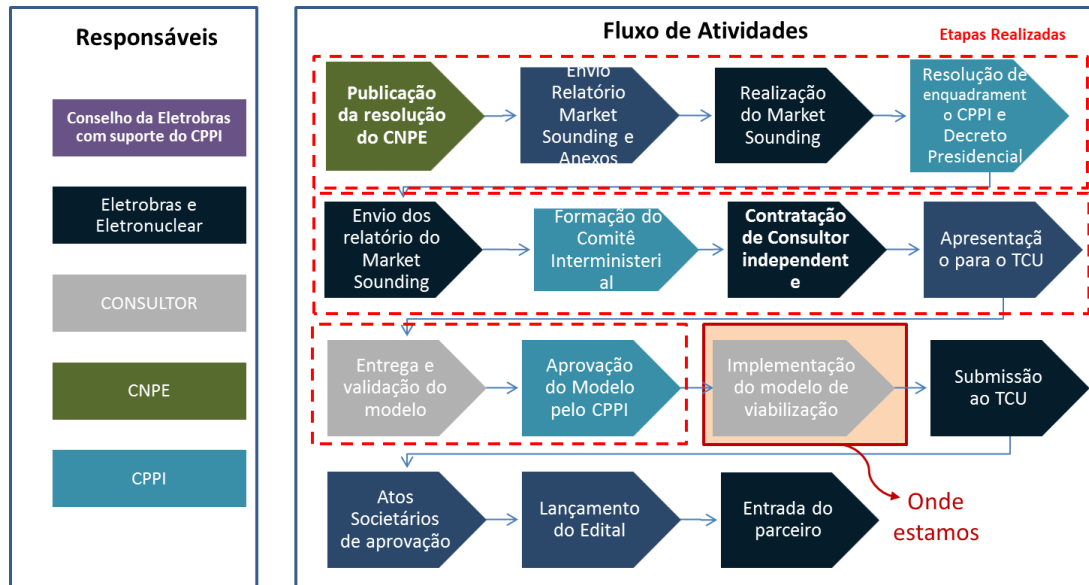 Responsáveis
Conselho da Eletrobras
com suporte do CPPI
Eletrobras e
Eletronuclear
CONSULTOR
CNPE
CPPI
Fluxo de Atividades
Etapas Realizadas
Publicação
da resolução
do CNPE
Envio
Relatório
Market
Sounding e
Anexos
Realização
do Market
Sounding
Resolução de
enquadrament
o CPPI e
Decreto
Presidencial
Envio dos
relatório do
Market
Sounding
Formação do
Comitê
Interministeri
al
Contratação
de Consultor
independent
e
Apresentaçã
o para o TCU
Entrega e
validação do
modelo
Aprovação
do Modelo
pelo CPPI
Implementação
do modelo de
viabilização
Submissão
ao TCU
Onde
estamos
Atos
Societários
de aprovação
Lançamento
do Edital
Entrada do
parceiro